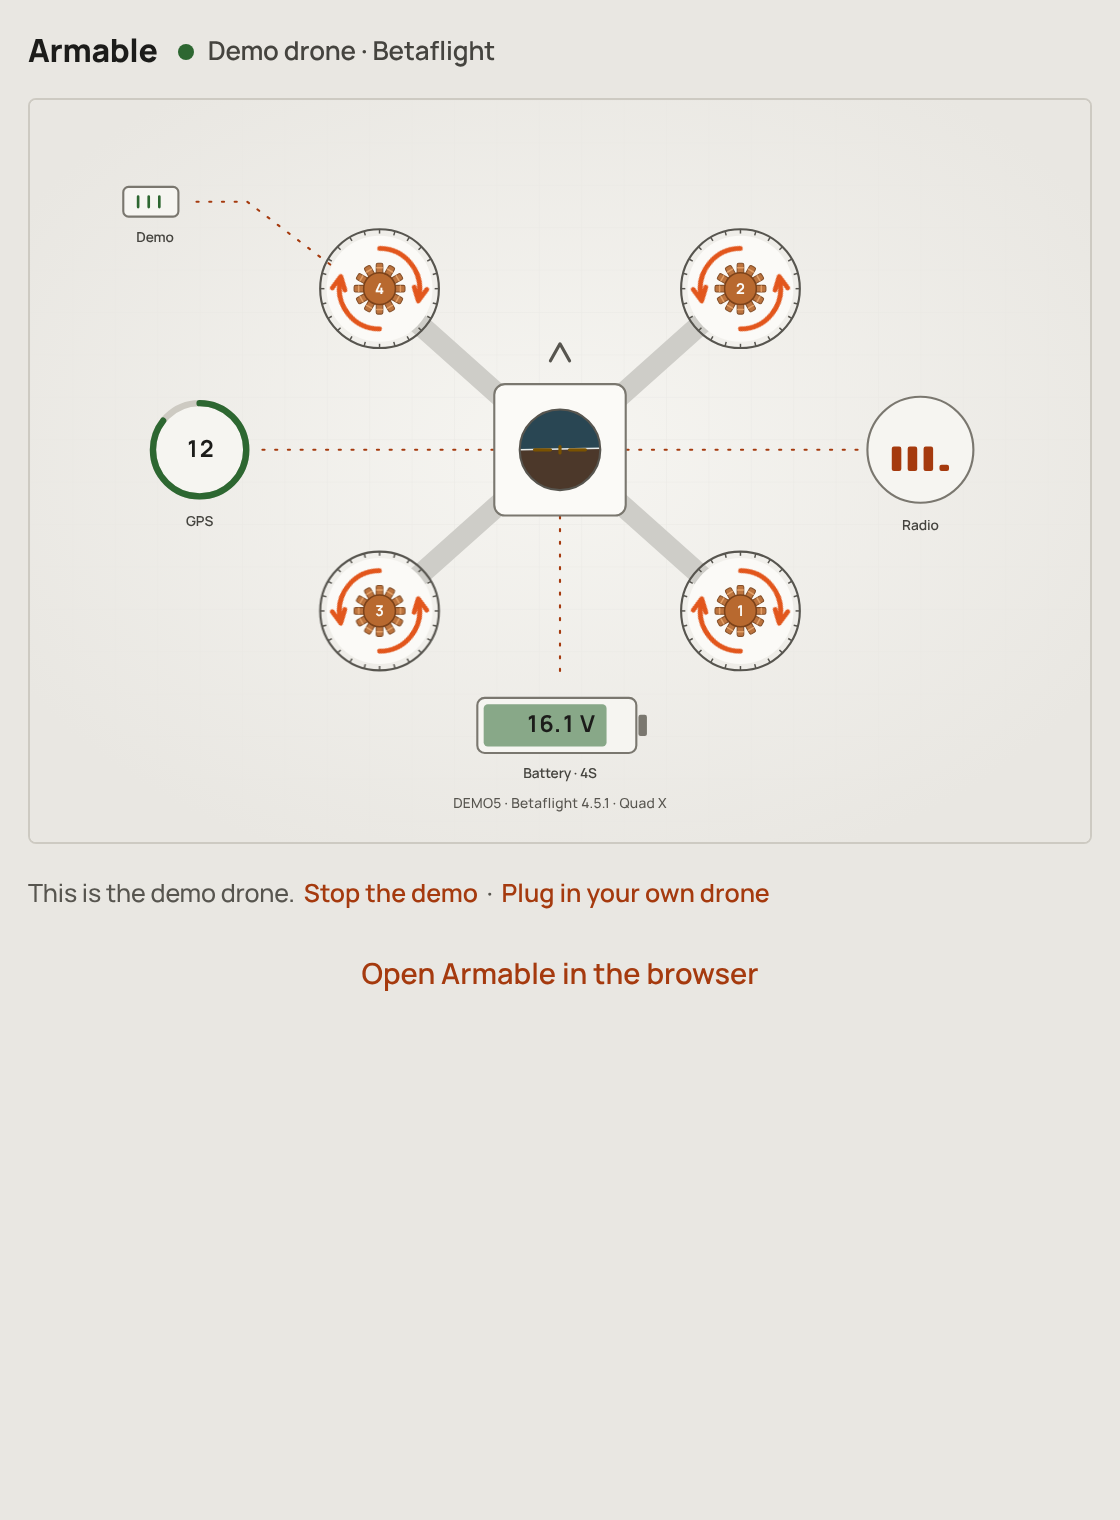 Armable Demo drone · Betaflight
Demo
4
2
12
GPS
Radio
3
1
16.1 V
Battery · 4S
DEMO5 · Betaflight 4.5.1 · Quad X
This is the demo drone. Stop the demo · Plug in your own drone
Open Armable in the browser